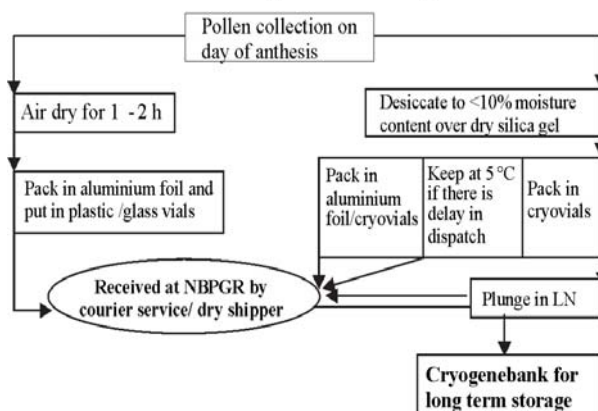 Pollen collection on
day of anthesis
Air dry for 1 - 2 h
Desiccate to <10% moisture
content over dry silica gel
Pack in aluminium foil and
put in plastic /glass vials
Pack in
aluminium
foil/cryovials
Keep at 5 °C
if there is
delay in
dispatch
Pack in
cryovials
Received at NBPGR by
courier service/ dry shipper
Plunge in LN
Cryogenebank for
long term storage